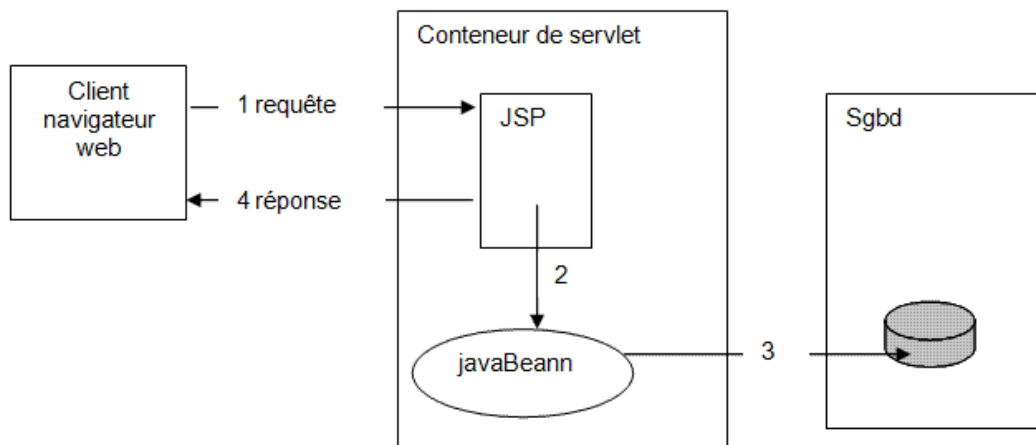 Conteneur de servlet
Client
navigateur
web
1 requête
JSP
Sgbd
4 réponse
2
javaBeann
3